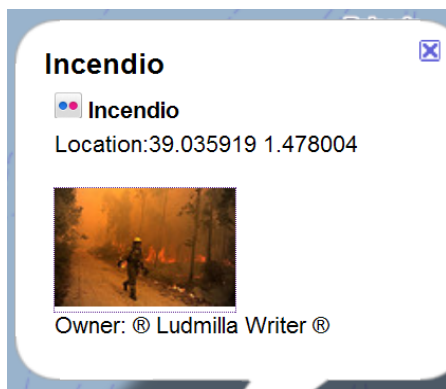 Incendio
Incendio
Location:39.035919 1.478004
Owner: ® Ludmilla Writer ®